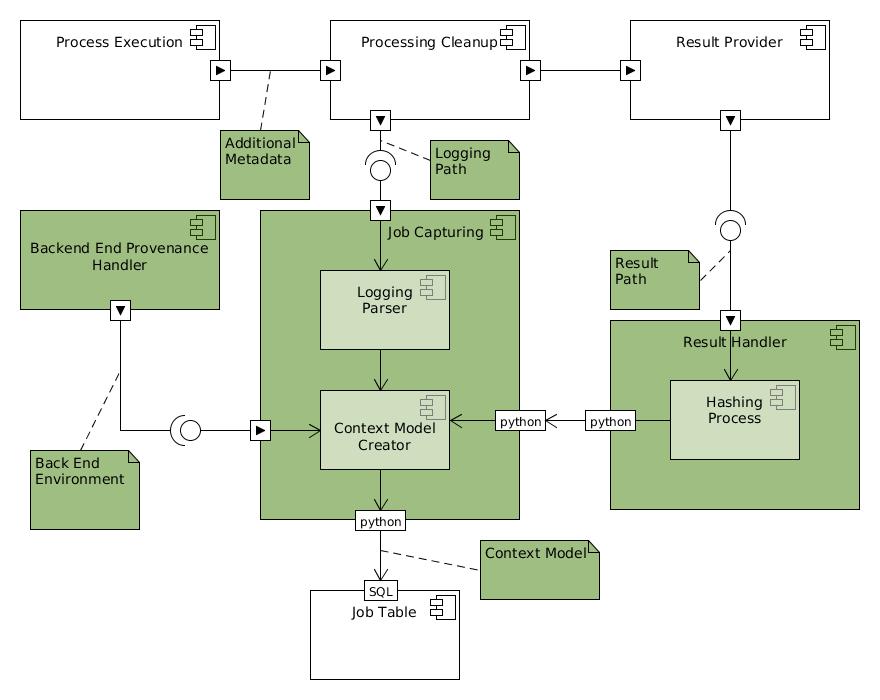 Process Execution
Processing Cleanup
Result Provider
Additional
Metadata
Logging
Path
Backend End Provenance
Handler
Job Capturing
Logging
Parser
Result
Path
Result Handler
Hashing
Process
Context Model
Creator
python
python
Back End
Environment
python
Context Model
SQL
Job Table